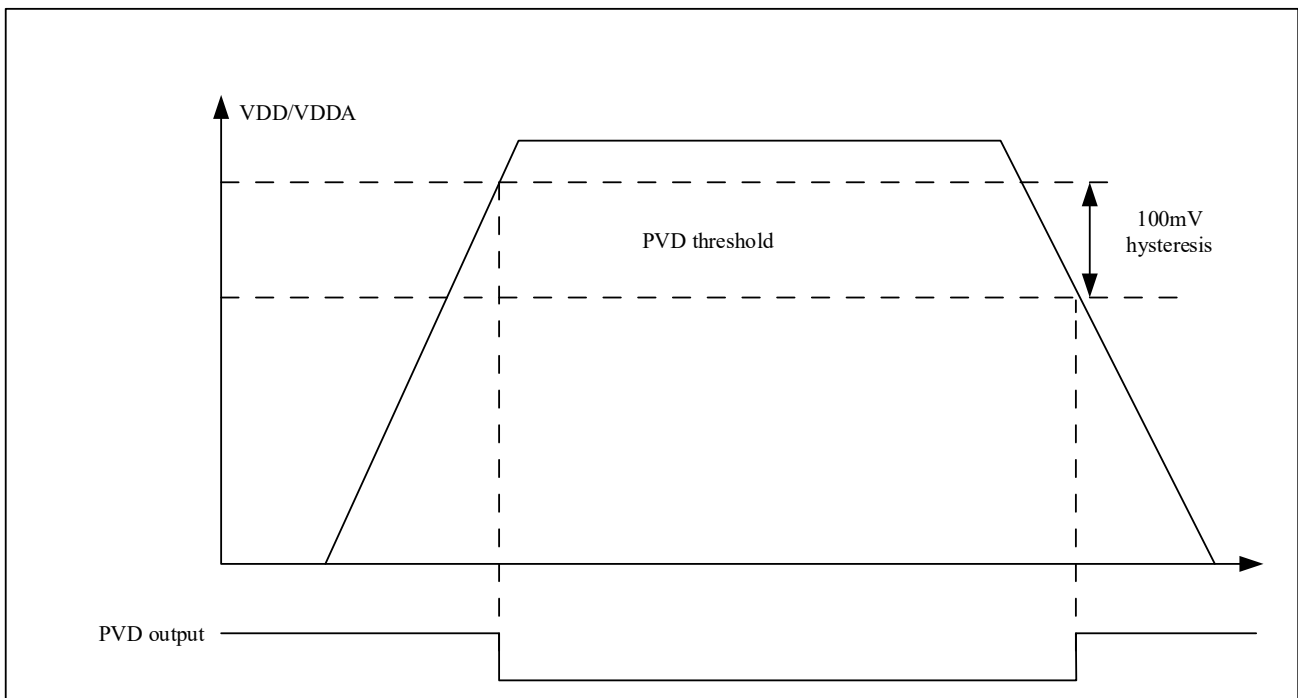 VDD/VDDA
PVD threshold
100mV
hysteresis
PVD output